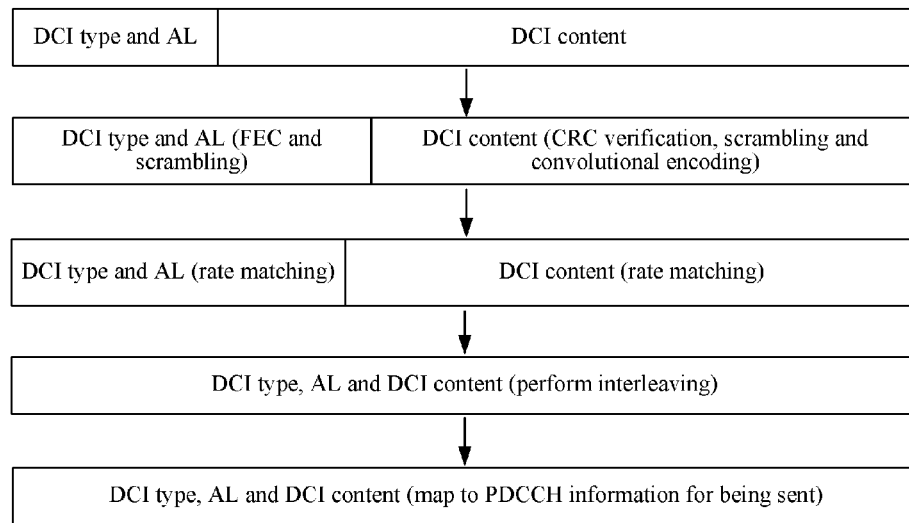 DCI type and AL
DCI content
DCI type and AL (FEC and
scrambling)
DCI content (CRC verification, scrambling and
convolutional encoding)
DCI type and AL (rate matching)
DCI content (rate matching)
DCI type, AL and DCI content (perform interleaving)
DCI type, AL and DCI content (map to PDCCH information for being sent)